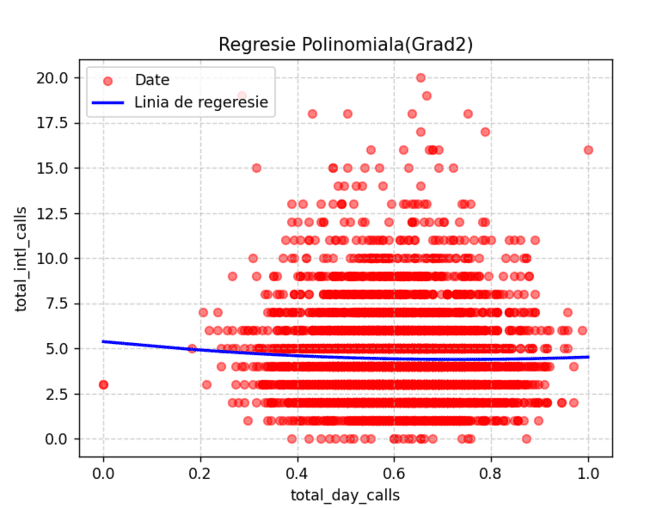 Regresie Polinomiala(Grad2)
Date
Linia de regeresie
20.0
17.5
15.0
12.5
10.0
7.5
5.0
2.5
0.0
total_intl_calls
0.0 0.2 0.4 0.6 0.8 1.0
total_day_calls